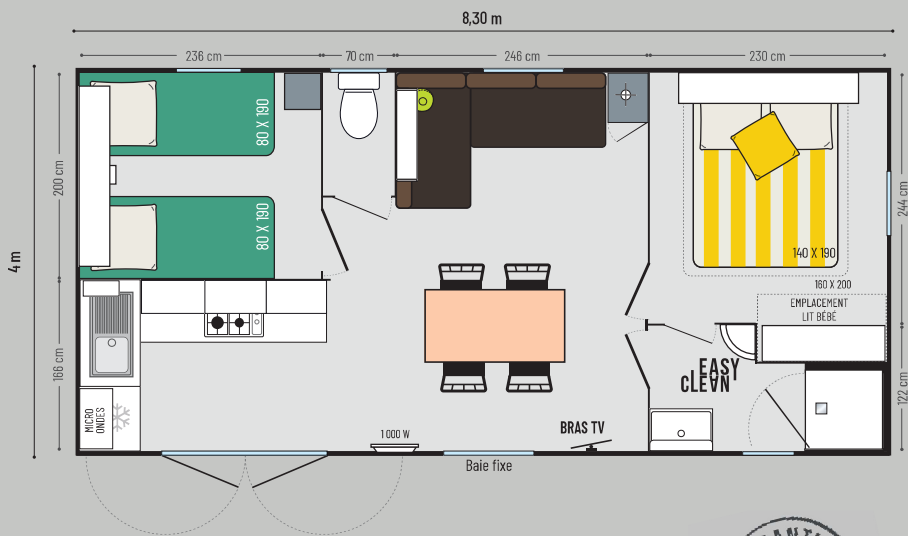 8,30 m
236 cm
70 cm
246 cm
230 cm
4 m
200 cm
166 cm
244 cm
122 cm
80 X 190
80 X 190
140 X 190
160 X 200
EMPLACEMENT
LIT BÉBÉ
EASY
CLEAN
MICRO
ONDES
1 000 W
BRAS TV
Baie fixe